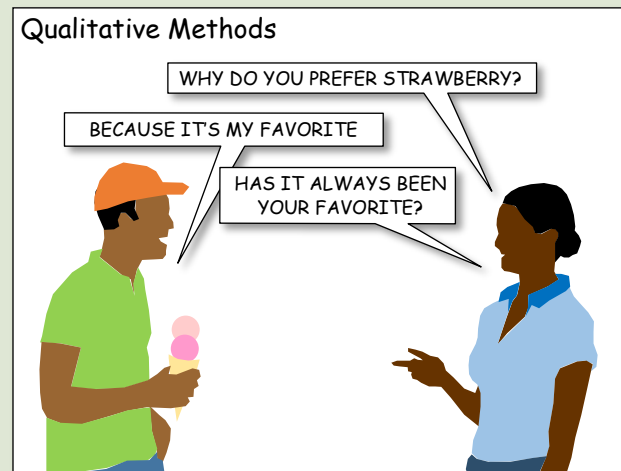 Qualitative Methods
WHY DO YOU PREFER STRAWBERRY?
BECAUSE IT'S MY FAVORITE
HAS IT ALWAYS BEEN
YOUR FAVORITE?